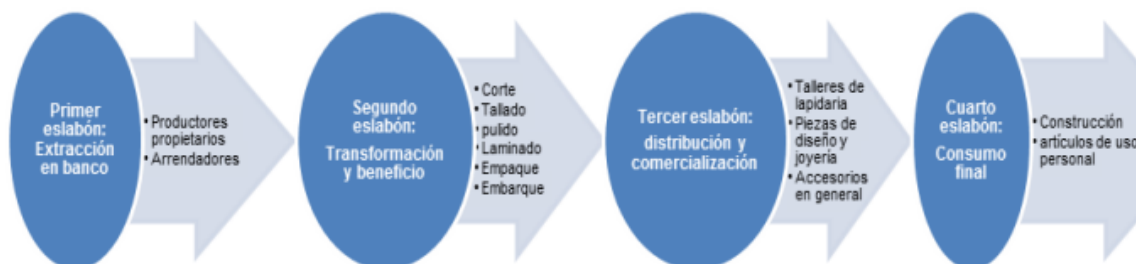 Primer
eslabón:
Extracción
en banco
• Productores
propietarios
• Arrendadores
Segundo
eslabón:
Transformación
y beneficio
• Corte
• Tallado
• pulido
• Laminado
• Empaque
• Embarque
Tercer eslabón:
distribución y
comercialización
• Talleres de
lapidaria
• Piezas de
diseño y
joyería
• Accesorios
en general
Cuarto
eslabón:
Consumo
final
• Construcción
• artículos de uso
personal